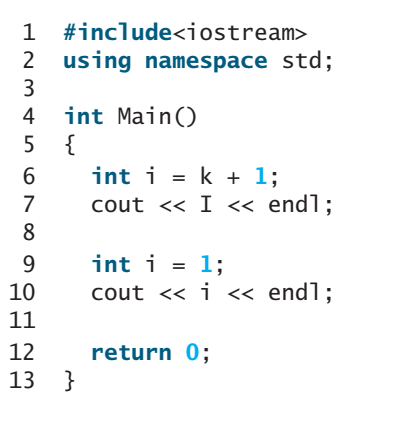 1 #include<iostream>
2 using namespace std;
3
4 int Main()
5 {
6 int i = k + 1;
7 cout << I << endl;
8
9 int i = 1;
10 cout << i << endl;
11
12 return 0;
13 }